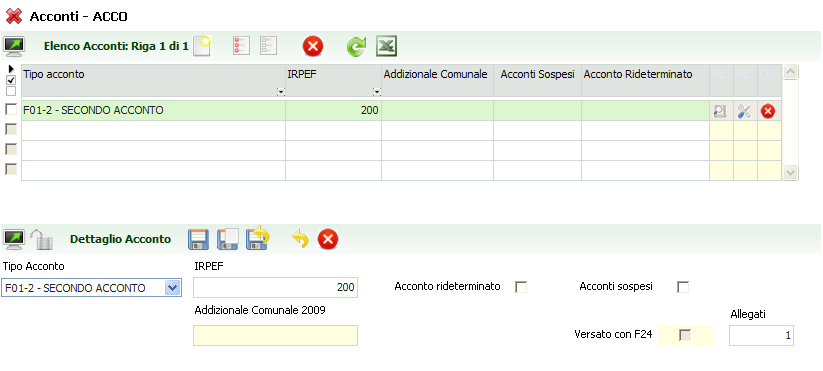 Acconti - ACCO
Elenco Acconti: Riga 1 di 1
Tipo acconto IRPEF Addizionale Comunale Acconti Sospesi Acconto Rideterminato
F01-2 - SECONDO ACCONTO 200
Dettaglio Acconto
Tipo Acconto IRPEF
F01-2 - SECONDO ACCONTO 200 Acconto rideterminato Acconti sospesi
Addizionale Comunale 2009 Allegati
Versato con F24 1